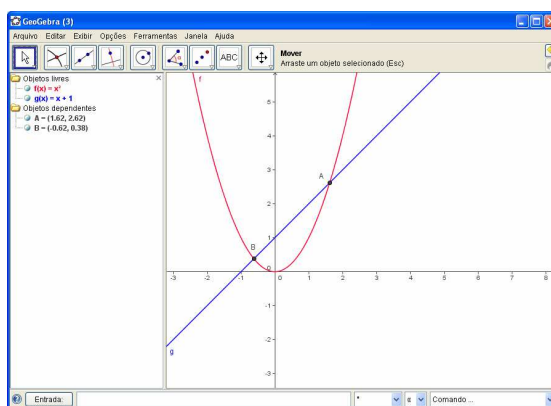 GeoGebra (3)
Arquivo Editar Exibir Opções Ferramentas Janela Ajuda
ABC
Mover
Arraste um objeto selecionado (Esc)
Objetos livres
f(x) = x²
g(x) = x + 1
Objetos dependentes
A = (1.62, 2.62)
B = (-0.62, 0.38)
f
5
4
3
A
2
1
B
0
-3 -2 -1 0 1 2 3 4 5 6 7 8
-1
-2
g
-3
Entrada:
Comando ...